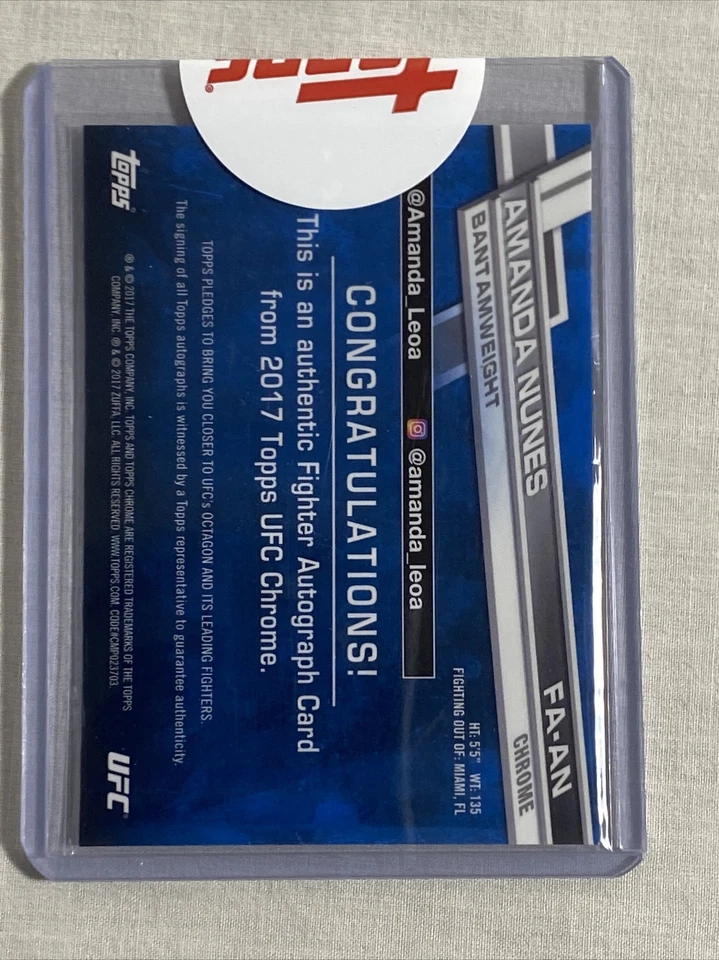 topps®
AMANDA NUNES
FA-AN
BANTAMWEIGHT
CHROME
HT: 5'5" WT: 135
FIGHTING OUT OF: MIAMI, FL
@Amanda_Leoa @amanda_leoa
CONGRATULATIONS!
This is an authentic Fighter Autograph Card
from 2017 Topps UFC Chrome.
TOPPS PLEDGES TO BRING YOU CLOSER TO UFC's OCTAGON AND ITS LEADING FIGHTERS.
The signing of all Topps autographs is witnessed by a Topps representative to guarantee authenticity.
topps®
® & © 2017 THE TOPPS COMPANY, INC. TOPPS AND TOPPS CHROME ARE REGISTERED TRADEMARKS OF THE TOPPS
COMPANY, INC. ® & © 2017 ZUFFA, LLC. ALL RIGHTS RESERVED. WWW.TOPPS.COM. CODE#CMP023703.
UFC®